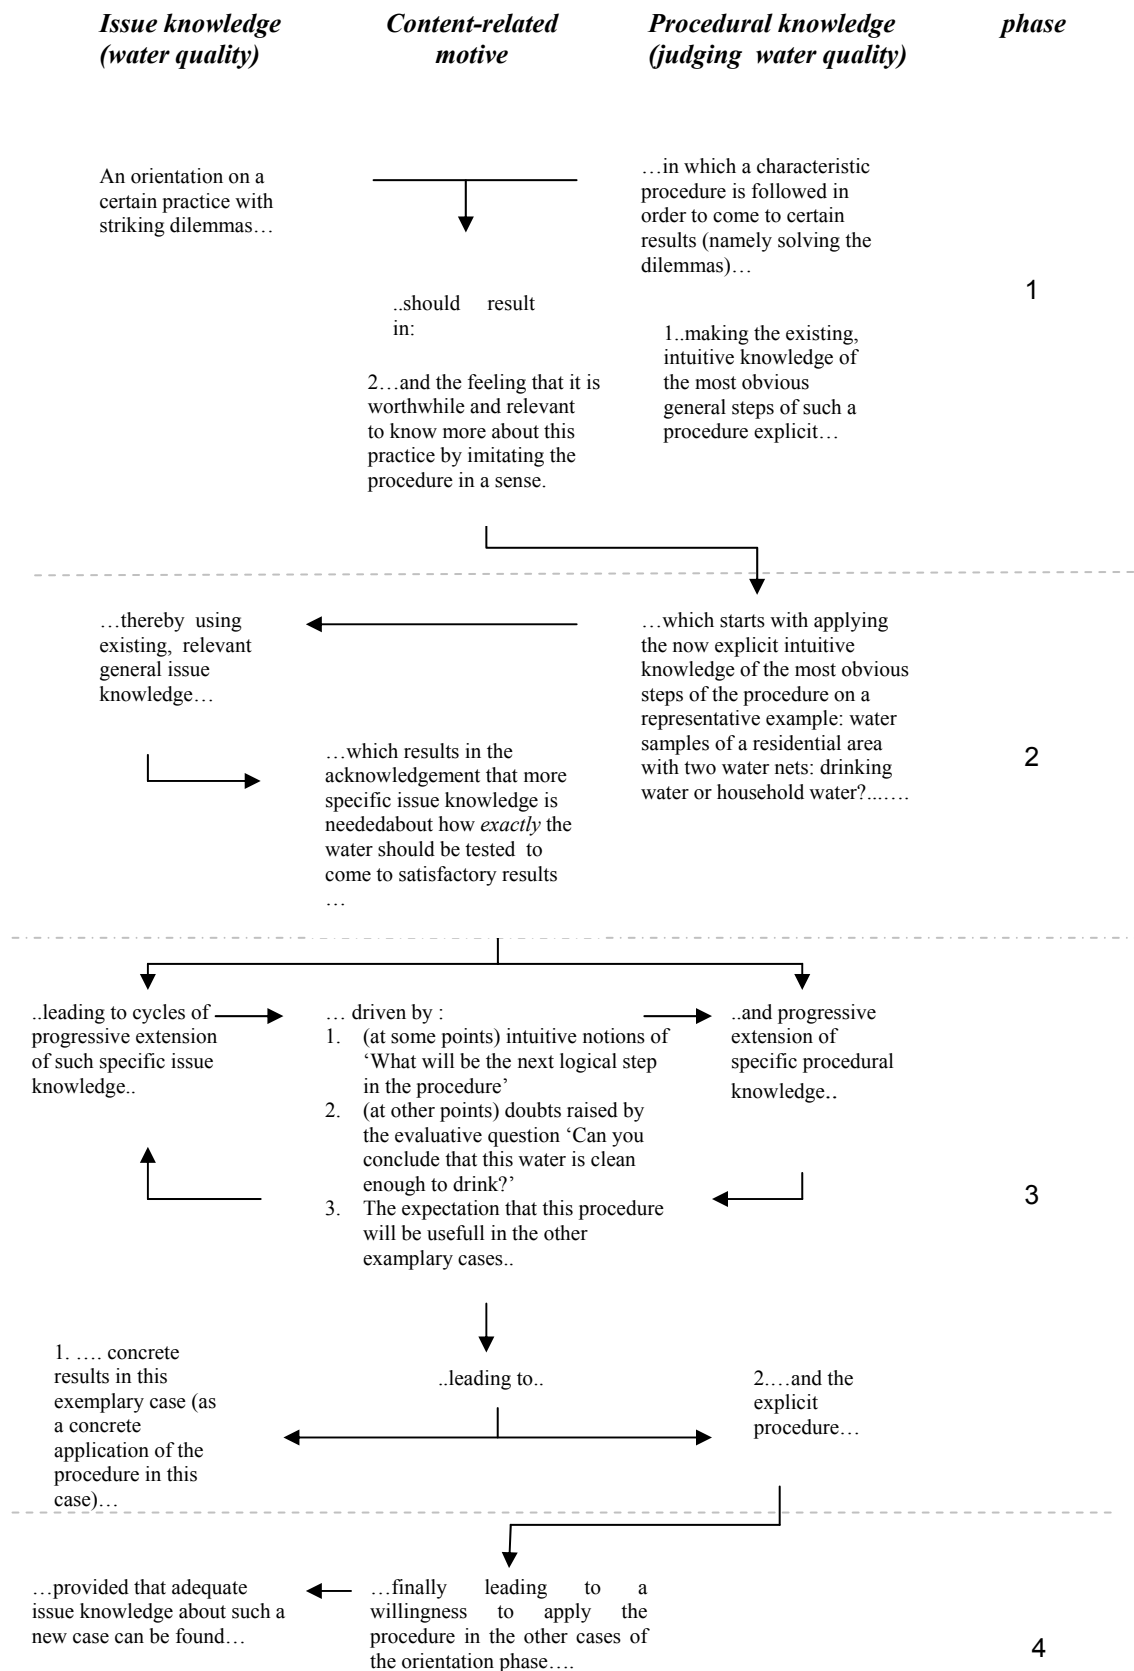 Issue knowledge
(water quality)
Content-related
motive
Procedural knowledge
(judging water quality)
phase
An orientation on a
certain practice with
striking dilemmas…
…in which a characteristic
procedure is followed in
order to come to certain
results (namely solving the
dilemmas)…
1
..should result
in:
1..making the existing,
intuitive knowledge of
the most obvious
general steps of such a
procedure explicit…
2…and the feeling that it is
worthwhile and relevant
to know more about this
practice by imitating the
procedure in a sense.
…thereby using
existing, relevant
general issue
knowledge…
…which starts with applying
the now explicit intuitive
knowledge of the most obvious
steps of the procedure on a
representative example: water
samples of a residential area
with two water nets: drinking
water or household water?...….
2
…which results in the
acknowledgement that more
specific issue knowledge is
neededabout how exactly the
water should be tested to
come to satisfactory results
…
..leading to cycles of
progressive extension
of such specific issue
knowledge..
… driven by :
1. (at some points) intuitive notions of
‘What will be the next logical step
in the procedure’
2. (at other points) doubts raised by
the evaluative question ‘Can you
conclude that this water is clean
enough to drink?’
3. The expectation that this procedure
will be usefull in the other
examplary cases..
..and progressive
extension of
specific procedural
knowledge..
3
1. …. concrete
results in this
exemplary case (as
a concrete
application of the
procedure in this
case)…
..leading to..
2.…and the
explicit
procedure…
…provided that adequate
issue knowledge about such a
new case can be found…
…finally leading to a
willingness to apply the
procedure in the other cases of
the orientation phase….
4